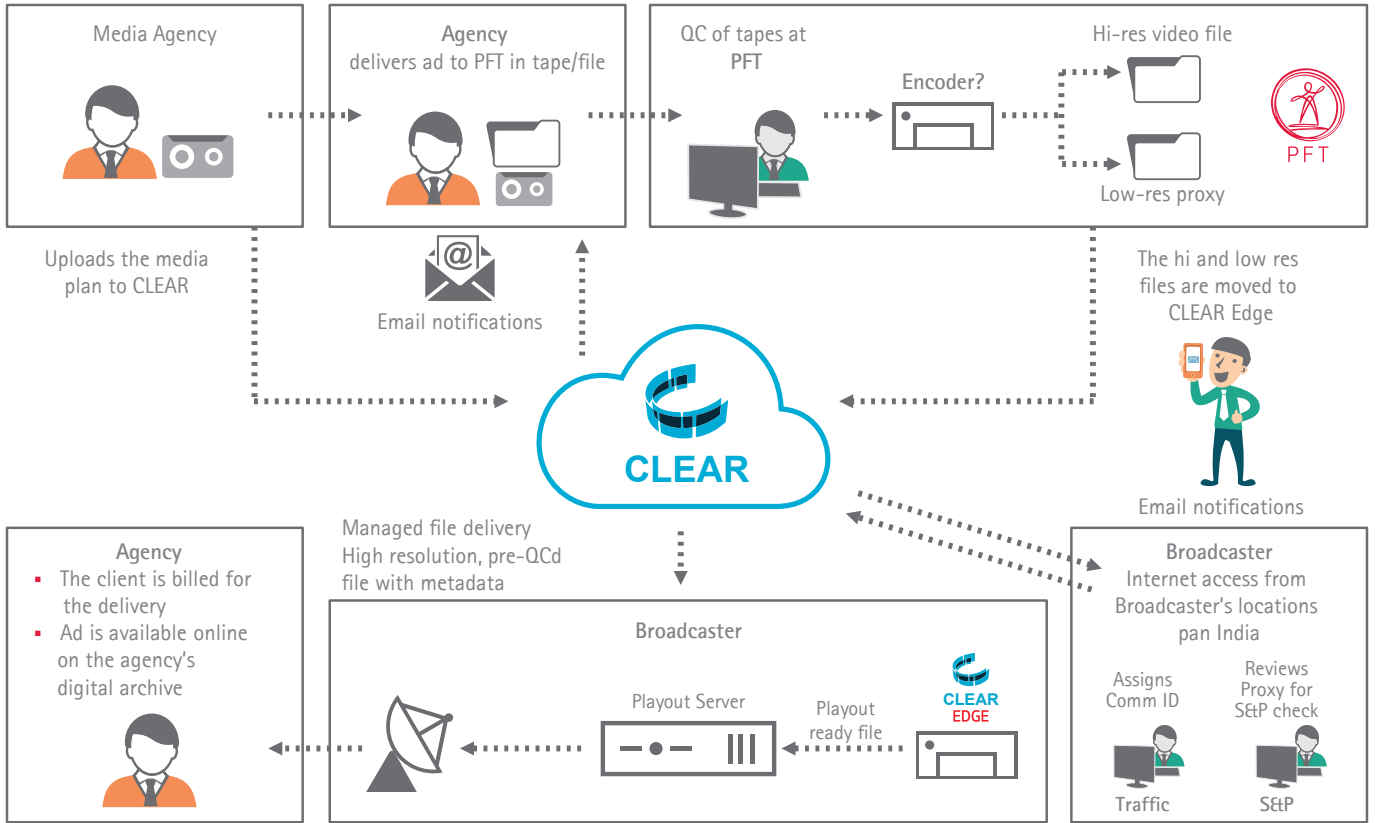 Media Agency
Agency
delivers ad to PFT in tape/file
QC of tapes at
PFT
Encoder?
Hi-res video file
Low-res proxy
PFT
Uploads the media
plan to CLEAR
@
Email notifications
The hi and low res
files are moved to
CLEAR Edge
Email notifications
CLEAR
Managed file delivery
High resolution, pre-QCd
file with metadata
Agency
▪ The client is billed for
the delivery
▪ Ad is available online
on the agency's
digital archive
Broadcaster
Playout Server
Playout
ready file
CLEAR
EDGE
Broadcaster
Internet access from
Broadcaster's locations
pan India
Assigns
Comm ID
Traffic
Reviews
Proxy for
S&P check
S&P